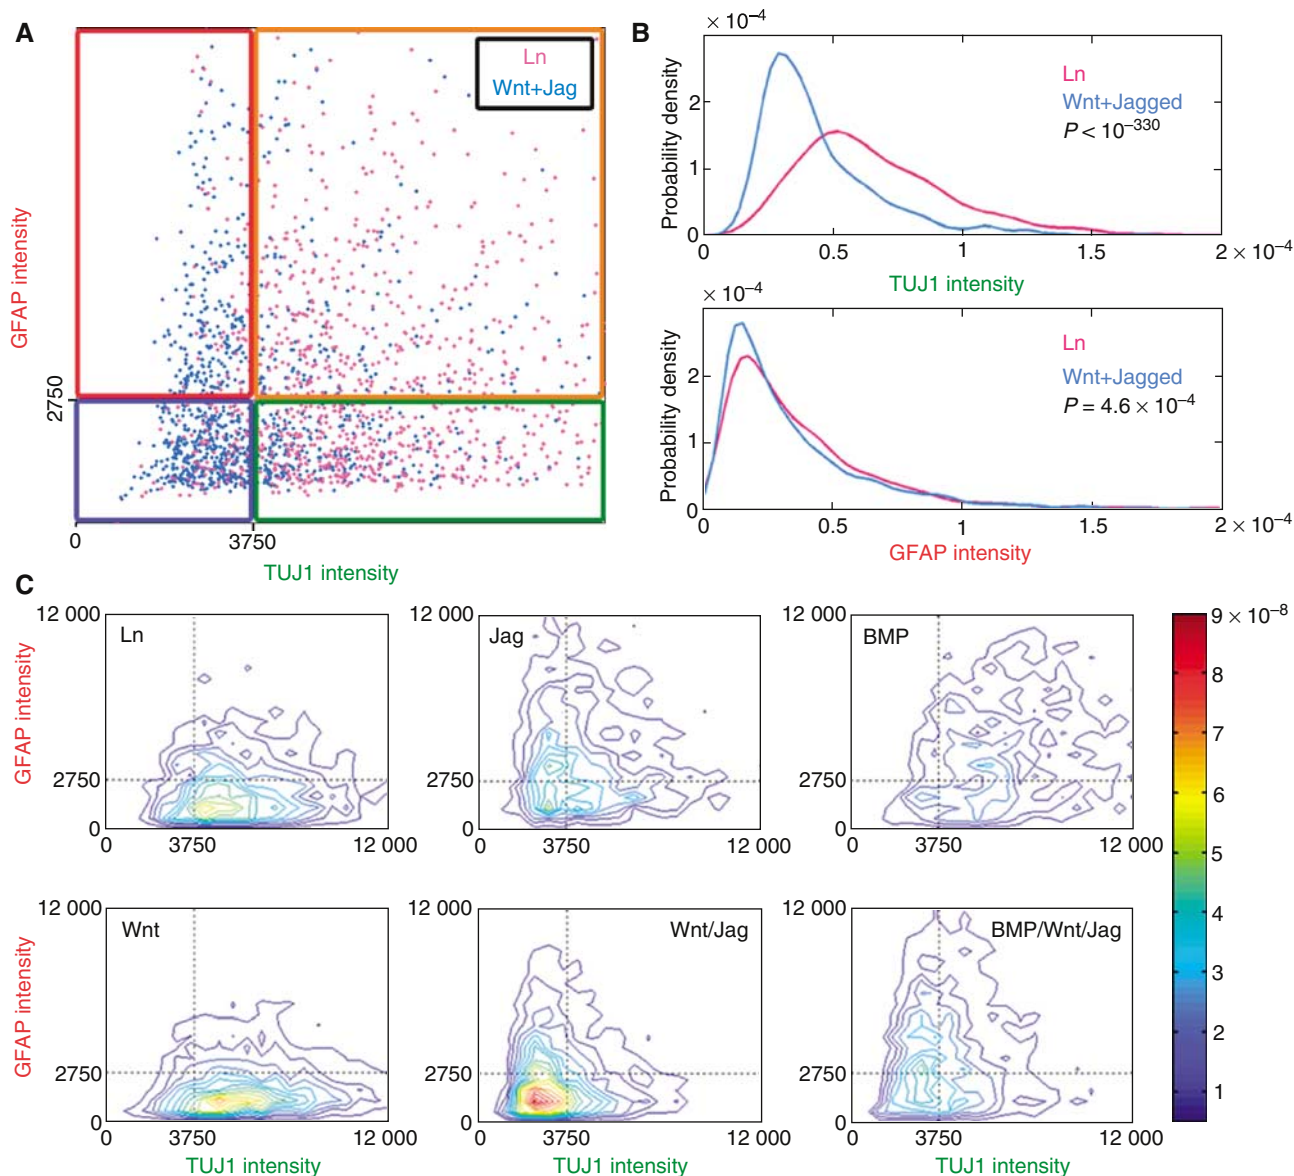 A
Ln
Wnt+Jag
GFAP intensity
2750
0
3750
TUJ1 intensity
B
× 10⁻⁴
Probability density
2
1
0
Ln
Wnt+Jagged
P < 10⁻³³⁰
0
0.5
1
1.5
2 × 10⁻⁴
TUJ1 intensity
× 10⁻⁴
Probability density
2
1
0
Ln
Wnt+Jagged
P = 4.6 × 10⁻⁴
0
0.5
1
1.5
2 × 10⁻⁴
GFAP intensity
C
GFAP intensity
12 000
2750
0
Ln
0
3750
12 000
12 000
2750
0
Jag
0
3750
12 000
12 000
2750
0
BMP
0
3750
12 000
9 × 10⁻⁸
8
7
6
5
4
3
2
1
GFAP intensity
12 000
2750
0
Wnt
0
3750
12 000
TUJ1 intensity
12 000
2750
0
Wnt/Jag
0
3750
12 000
TUJ1 intensity
12 000
2750
0
BMP/Wnt/Jag
0
3750
12 000
TUJ1 intensity